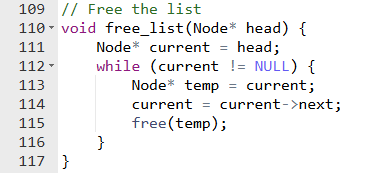 109 // Free the list
110 void free_list(Node* head) {
111     Node* current = head;
112     while (current != NULL) {
113         Node* temp = current;
114         current = current->next;
115         free(temp);
116     }
117 }